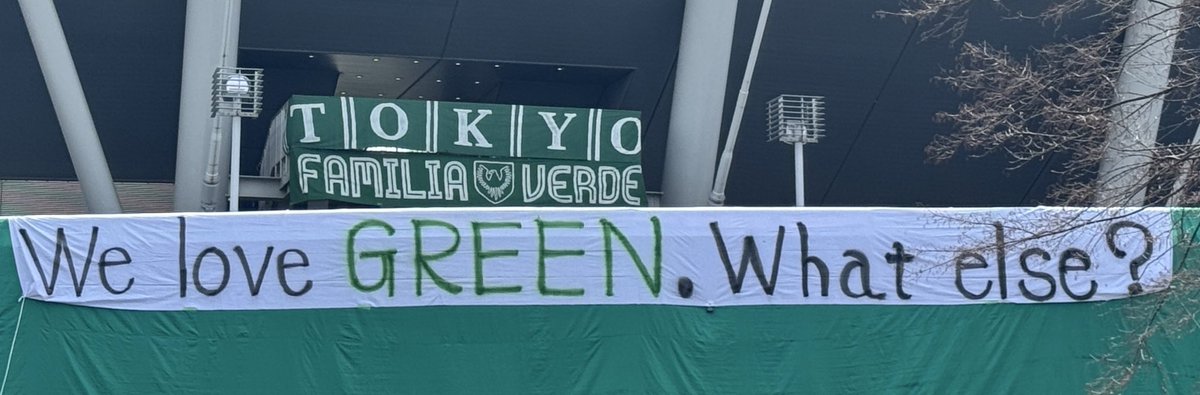 TOKYO
FAMILIA VERDE
We love GREEN. What else?